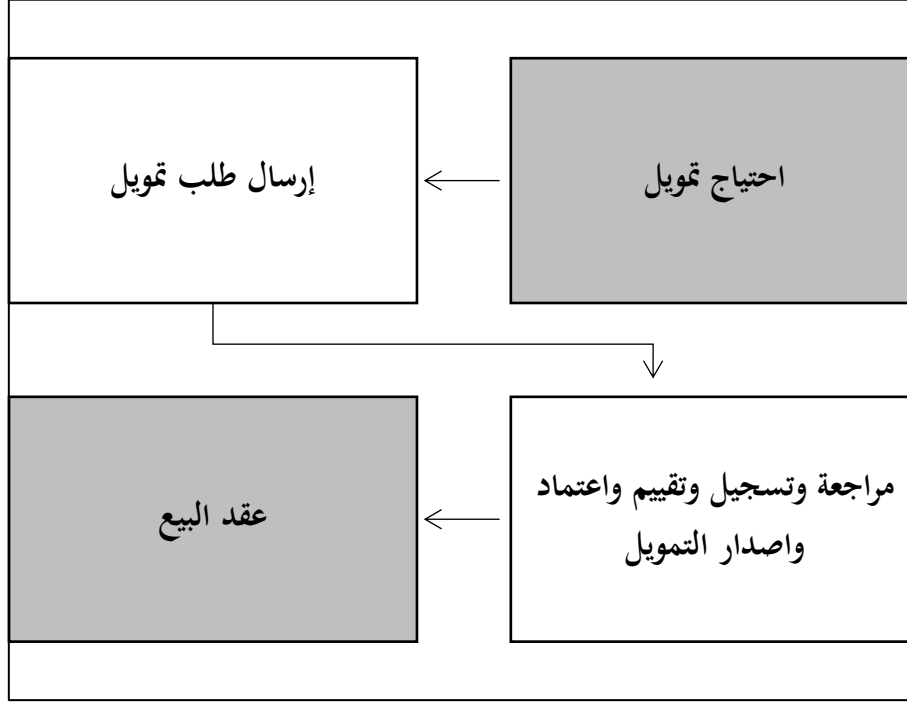 احتياج تمويل
إرسال طلب تمويل
مراجعة وتسجيل وتقييم واعتماد
واصدار التمويل
عقد البيع